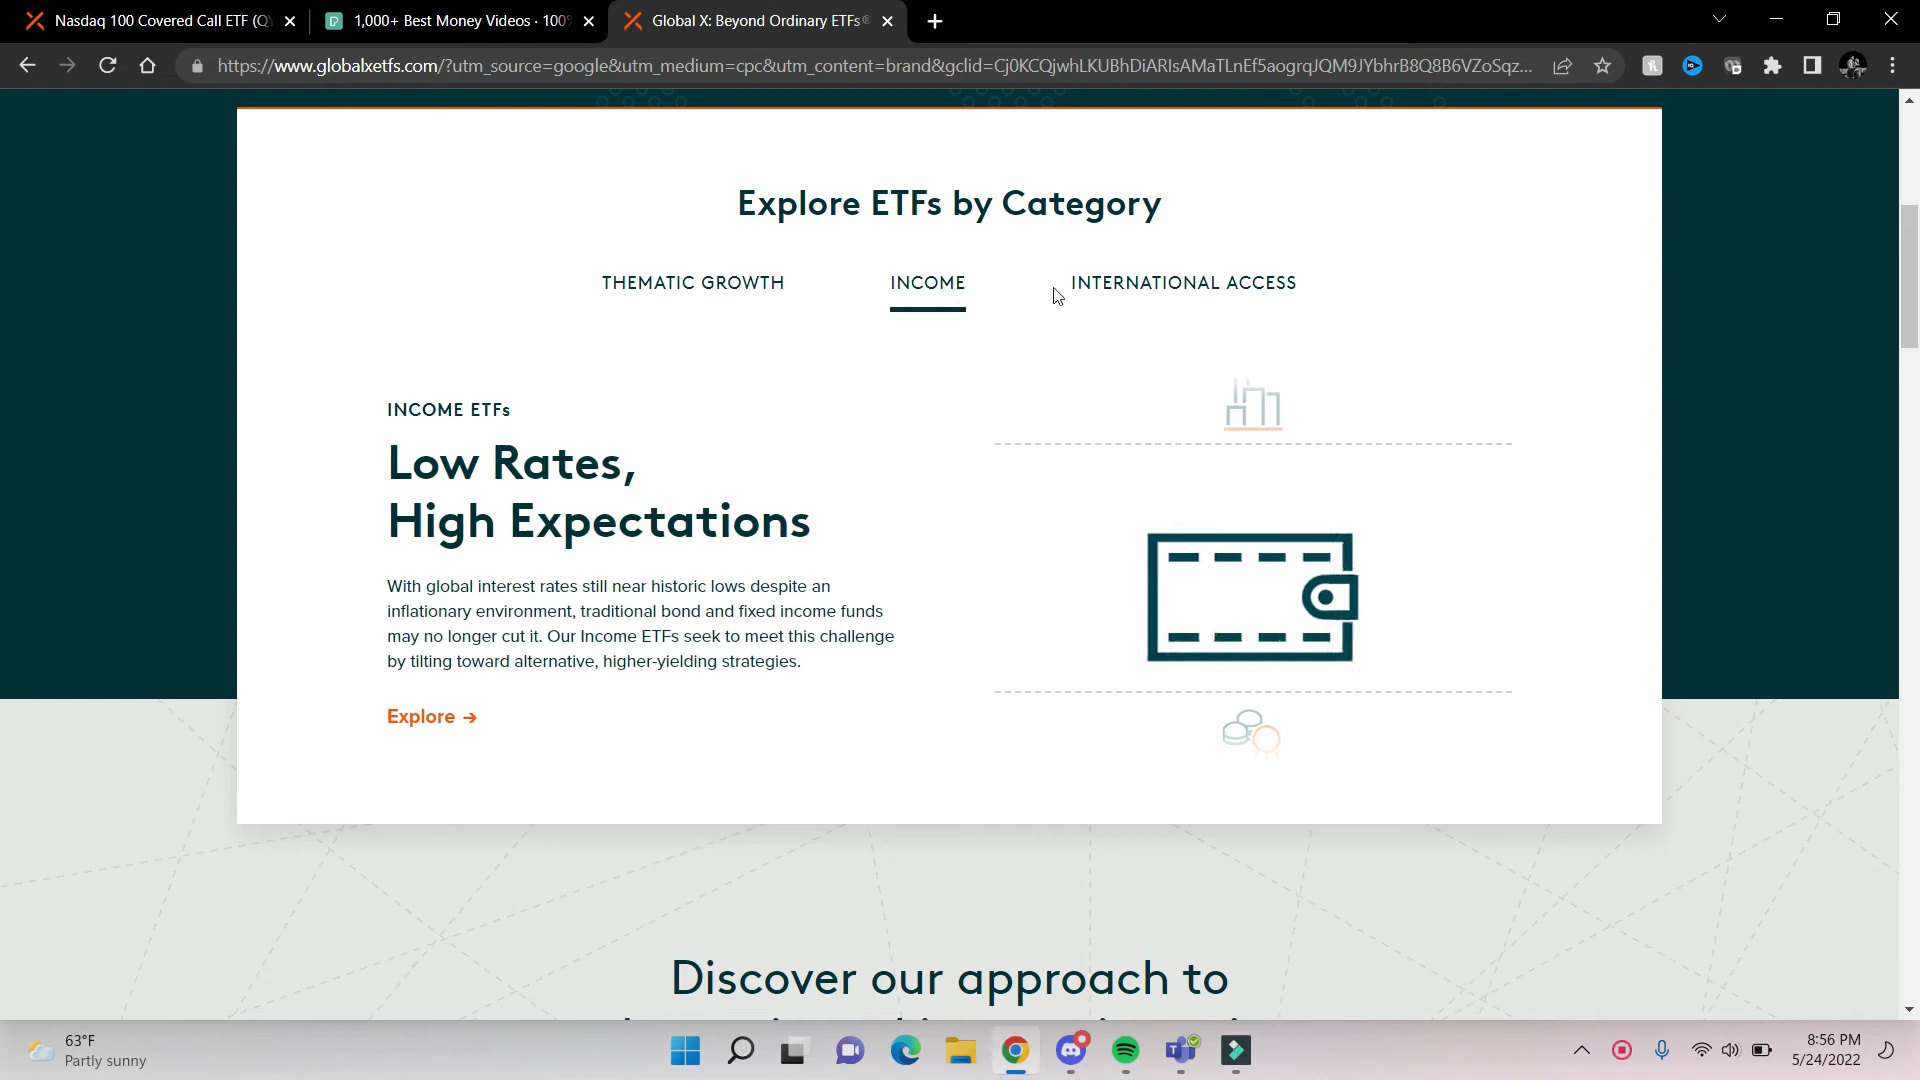 Nasdaq 100 Covered Call ETF (QY
1,000+ Best Money Videos · 100%
Global X: Beyond Ordinary ETFs®
https://www.globalxetfs.com/?utm_source=google&utm_medium=cpc&utm_content=brand&gclid=Cj0KCQjwhLKUBhDiARIsAMaTLnEf5aogrqJQM9JYbhrB8Q8B6VZoSqz...
Explore ETFs by Category
THEMATIC GROWTH
INCOME
INTERNATIONAL ACCESS
INCOME ETFs
Low Rates,
High Expectations
With global interest rates still near historic lows despite an
inflationary environment, traditional bond and fixed income funds
may no longer cut it. Our Income ETFs seek to meet this challenge
by tilting toward alternative, higher-yielding strategies.
Explore →
Discover our approach to
63°F
Partly sunny
8:56 PM
5/24/2022